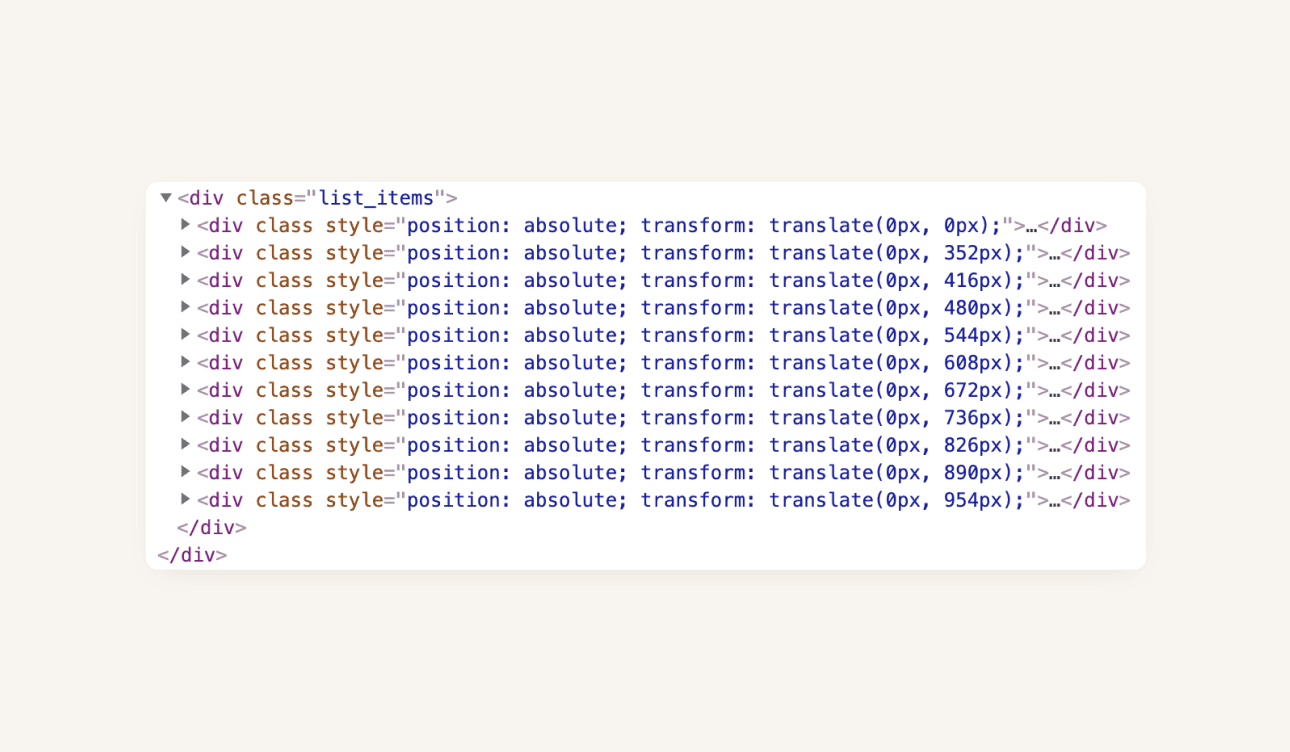 ▼<div class="list_items">
▶<div class style="position: absolute; transform: translate(0px, 0px);">…</div>
▶<div class style="position: absolute; transform: translate(0px, 352px);">…</div>
▶<div class style="position: absolute; transform: translate(0px, 416px);">…</div>
▶<div class style="position: absolute; transform: translate(0px, 480px);">…</div>
▶<div class style="position: absolute; transform: translate(0px, 544px);">…</div>
▶<div class style="position: absolute; transform: translate(0px, 608px);">…</div>
▶<div class style="position: absolute; transform: translate(0px, 672px);">…</div>
▶<div class style="position: absolute; transform: translate(0px, 736px);">…</div>
▶<div class style="position: absolute; transform: translate(0px, 826px);">…</div>
▶<div class style="position: absolute; transform: translate(0px, 890px);">…</div>
▶<div class style="position: absolute; transform: translate(0px, 954px);">…</div>
</div>
</div>